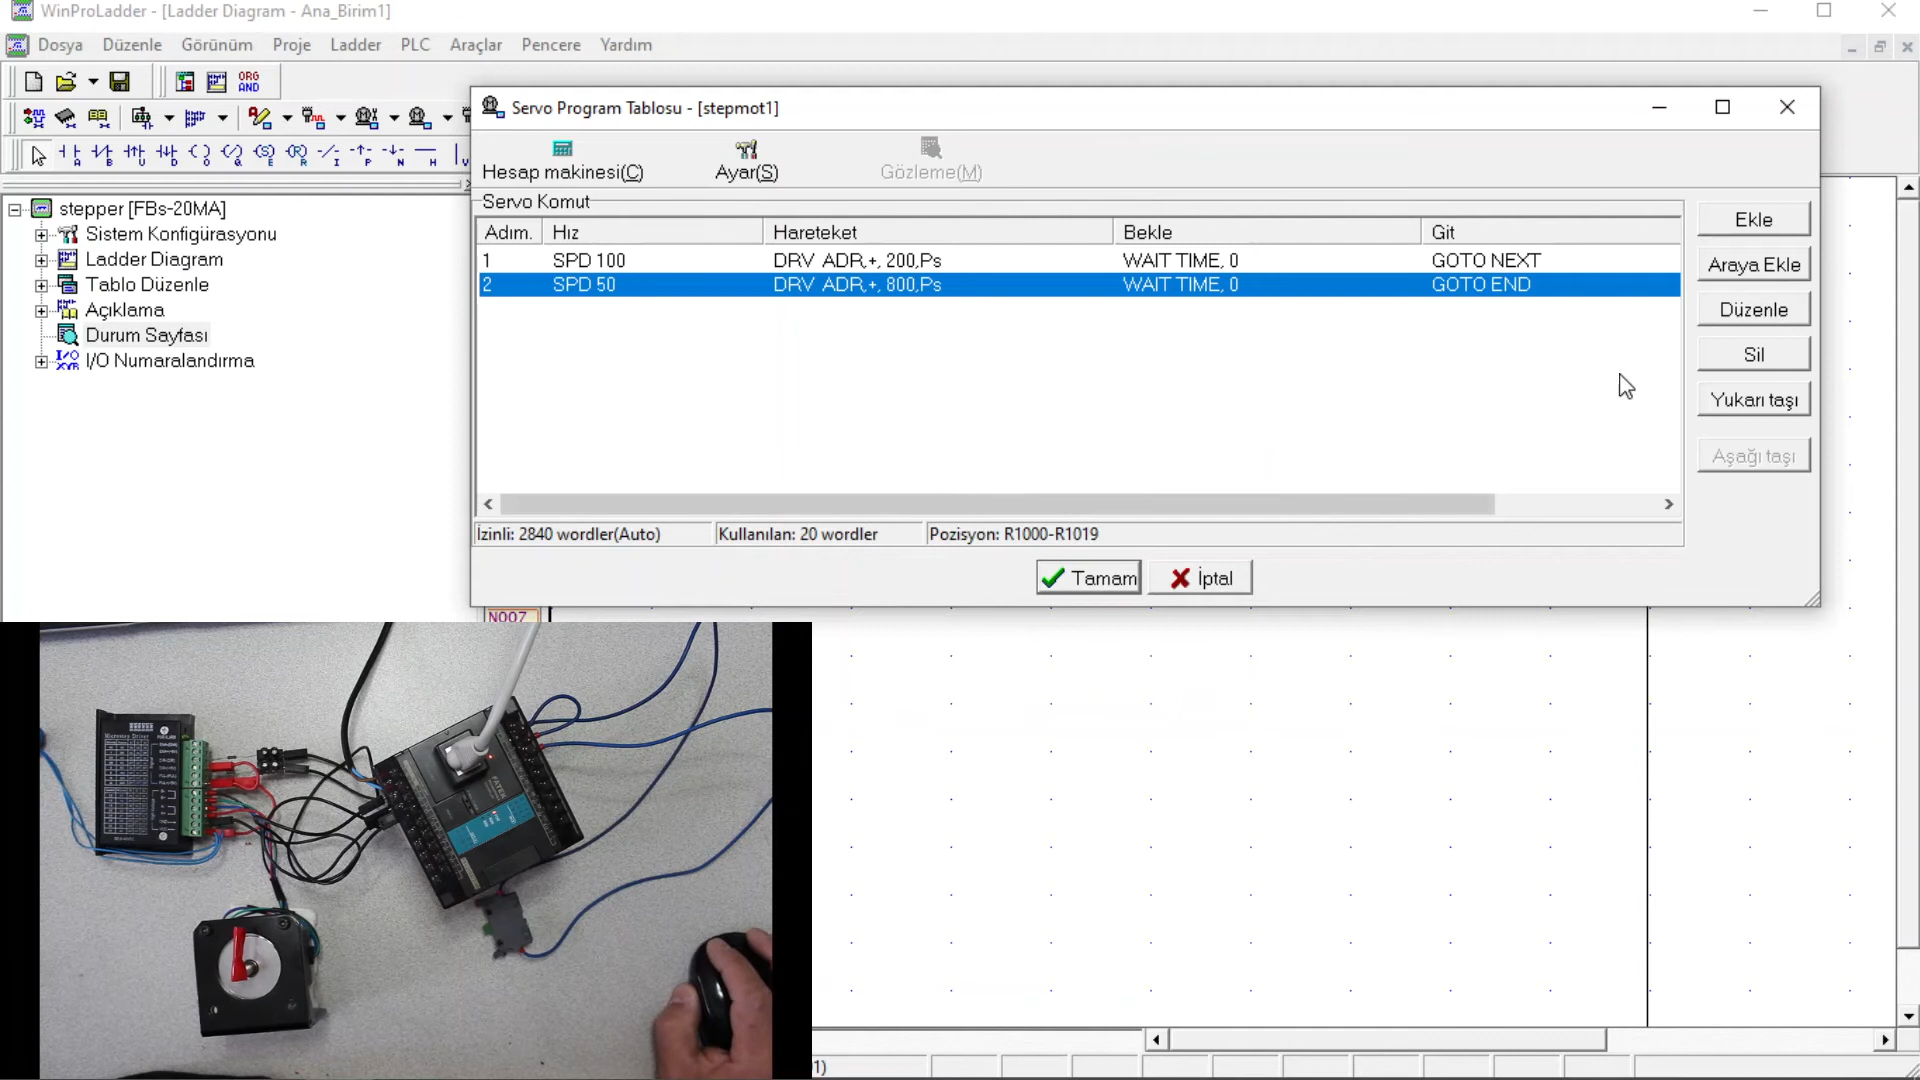 WinProLadder - [Ladder Diagram - Ana_Birim1]
Dosya Düzenle Görünüm Proje Ladder PLC Araçlar Pencere Yardım
ORG
AND
Servo Program Tablosu - [stepmot1]
Hesap makinesi(C) Ayar(S) Gözleme(M)
Servo Komut
Adım. Hız Hareteket Bekle Git
1 SPD 100 DRV ADR,+, 200,Ps WAIT TIME, 0 GOTO NEXT
2 SPD 50 DRV ADR,+, 800,Ps WAIT TIME, 0 GOTO END
Ekle
Araya Ekle
Düzenle
Sil
Yukarı taşı
Aşağı taşı
İzinli: 2840 wordler(Auto) Kullanılan: 20 wordler Pozisyon: R1000-R1019
Tamam İptal
stepper [FBs-20MA]
Sistem Konfigürasyonu
Ladder Diagram
Tablo Düzenle
Açıklama
Durum Sayfası
I/O Numaralandırma
N007
Microstep Driver
FATEK
1)